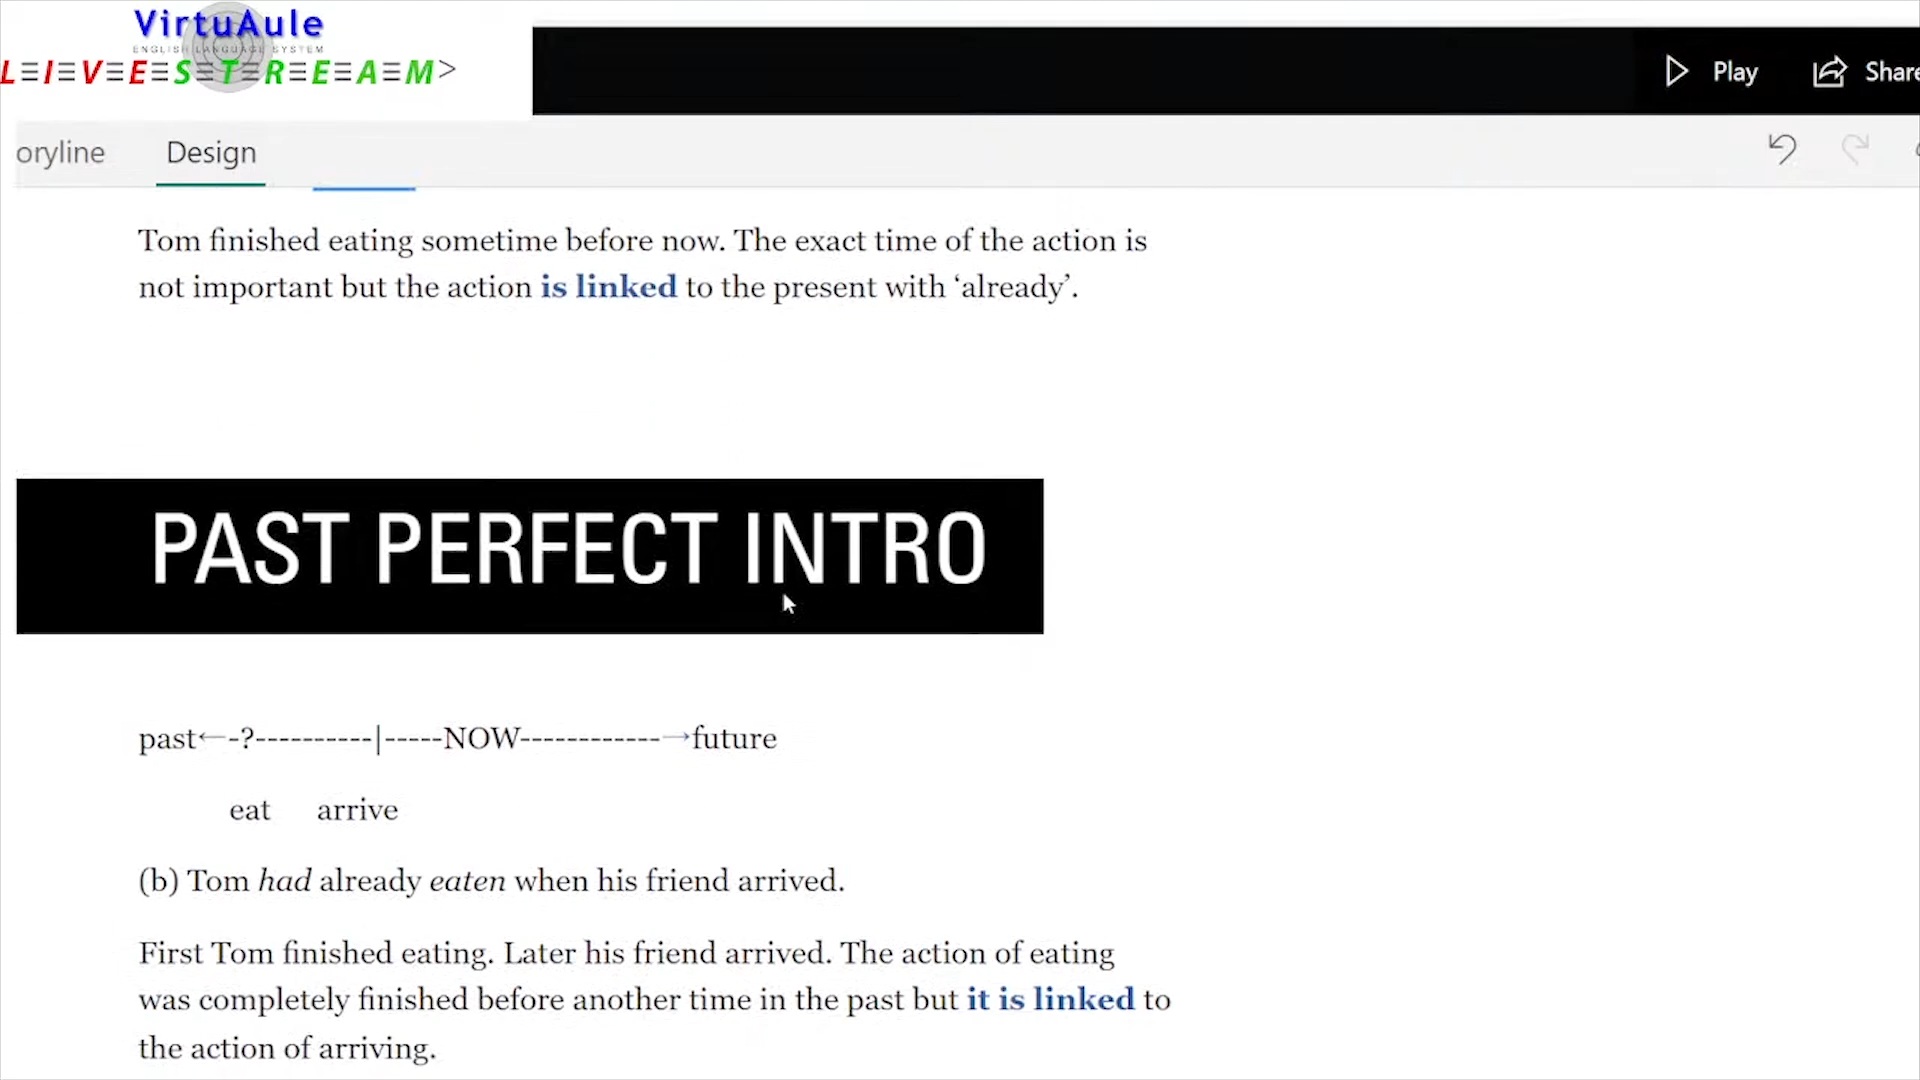 VirtuAule
ENGLISH LANGUAGE SYSTEM
L≡I≡V≡E≡S≡T≡R≡E≡A≡M>
Play Share
oryline Design
Tom finished eating sometime before now. The exact time of the action is
not important but the action is linked to the present with ‘already’.
PAST PERFECT INTRO
past←-?----------|-----NOW------------→future
eat arrive
(b) Tom had already eaten when his friend arrived.
First Tom finished eating. Later his friend arrived. The action of eating
was completely finished before another time in the past but it is linked to
the action of arriving.